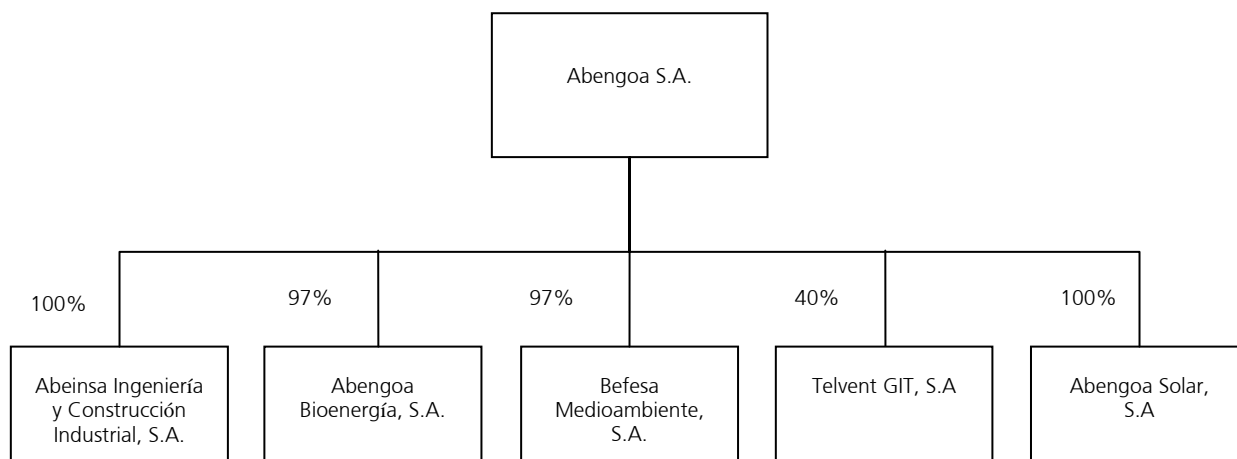 Abengoa S.A.
100%
97%
97%
40%
100%
Abeinsa Ingeniería
y Construcción
Industrial, S.A.
Abengoa
Bioenergía, S.A.
Befesa
Medioambiente,
S.A.
Telvent GIT, S.A
Abengoa Solar,
S.A